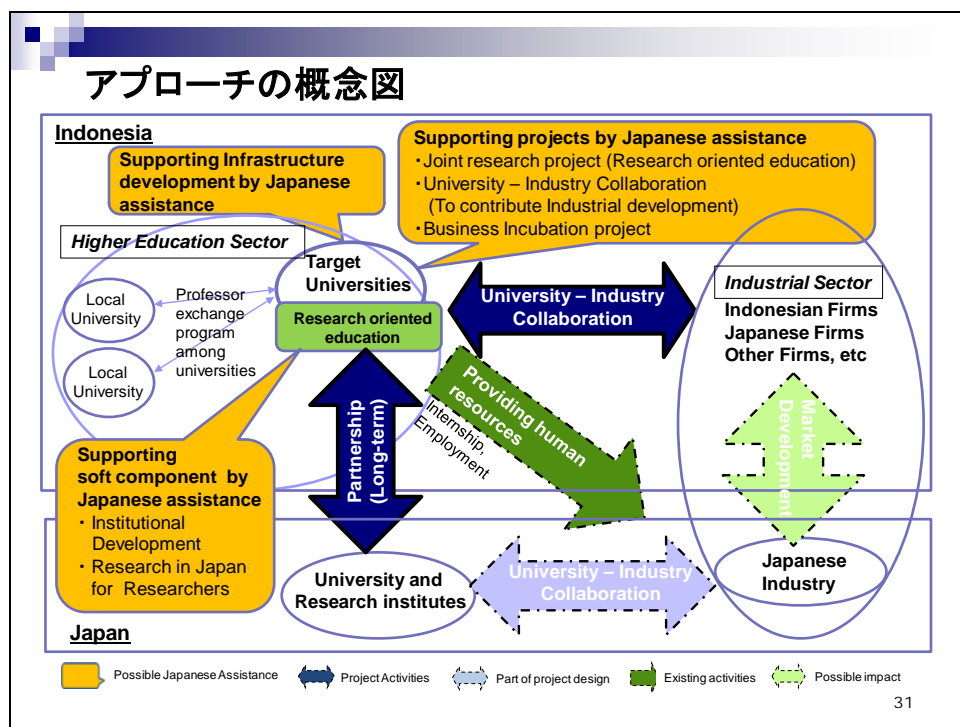 アプローチの概念図
Indonesia
Supporting Infrastructure
development by Japanese
assistance
Supporting projects by Japanese assistance
・Joint research project (Research oriented education)
・University – Industry Collaboration
(To contribute Industrial development)
・Business Incubation project
Higher Education Sector
Target
Universities
Research oriented
education
Local
University
Local
University
Professor
exchange
program
among
universities
University – Industry
Collaboration
Industrial Sector
Indonesian Firms
Japanese Firms
Other Firms, etc
Providing human
resources
Internship,
Employment
Partnership
(Long-term)
Market
Development
Supporting
soft component by
Japanese assistance
・ Institutional
Development
・ Research in Japan
for Researchers
University and
Research institutes
University – Industry
Collaboration
Japanese
Industry
Japan
Possible Japanese Assistance
Project Activities
Part of project design
Existing activities
Possible impact
31